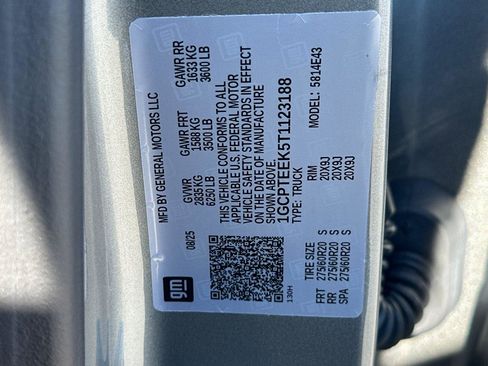 MFD BY GENERAL MOTORS LLC
08/25
GVWR
2835 KG
6250 LB
GAWR FRT
1588 KG
3500 LB
GAWR RR
1633 KG
3600 LB
THIS VEHICLE CONFORMS TO ALL
APPLICABLE U.S. FEDERAL MOTOR
VEHICLE SAFETY STANDARDS IN EFFECT
ON THE DATE OF MANUFACTURE
SHOWN ABOVE.
1GCPTEEK5T1123188
TYPE: TRUCK
MODEL: 5814E43
gm
130H
TIRE SIZE RIM
FRT 275/60R20 S 20X9J
RR 275/60R20 S 20X9J
SPA 275/60R20 S 20X9J